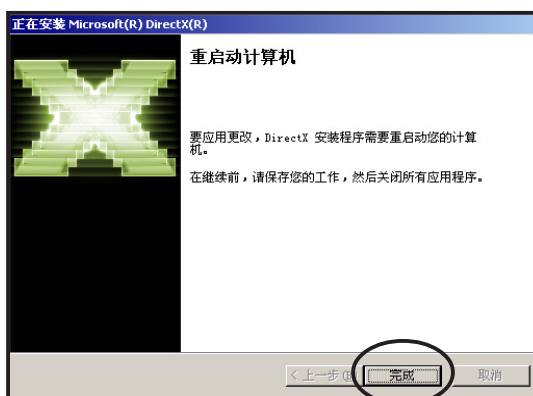 正在安装 Microsoft(R) DirectX(R)
重启动计算机
要应用更改，DirectX 安装程序需要重启动您的计算
机。
在继续前，请保存您的工作，然后关闭所有应用程序。
< 上一步(B) 完成 取消